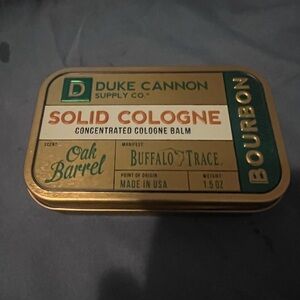 D
DUKE CANNON
SUPPLY CO.®
SOLID COLOGNE
CONCENTRATED COLOGNE BALM
SCENT
Oak
Barrel
MANIFEST
BUFFALO TRACE
POINT OF ORIGIN
MADE IN USA
WEIGHT
1.5 OZ
BOURBON